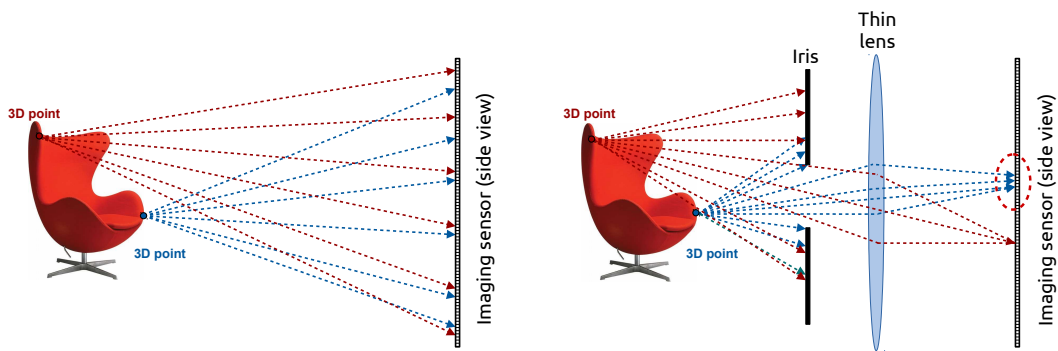 3D point
3D point
Imaging sensor (side view)
Thin
lens
Iris
3D point
3D point
Imaging sensor (side view)